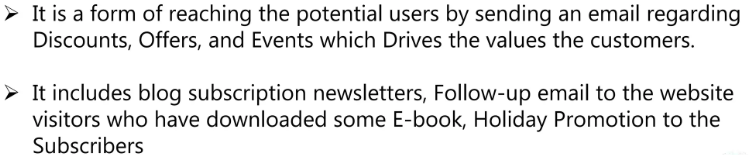 ➢ It is a form of reaching the potential users by sending an email regarding
Discounts, Offers, and Events which Drives the values the customers.
➢ It includes blog subscription newsletters, Follow-up email to the website
visitors who have downloaded some E-book, Holiday Promotion to the
Subscribers